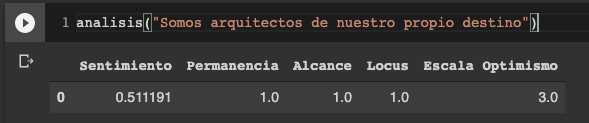 1 analisis("Somos arquitectos de nuestro propio destino")
Sentimiento Permanencia Alcance Locus Escala Optimismo
0 0.511191 1.0 1.0 1.0 3.0